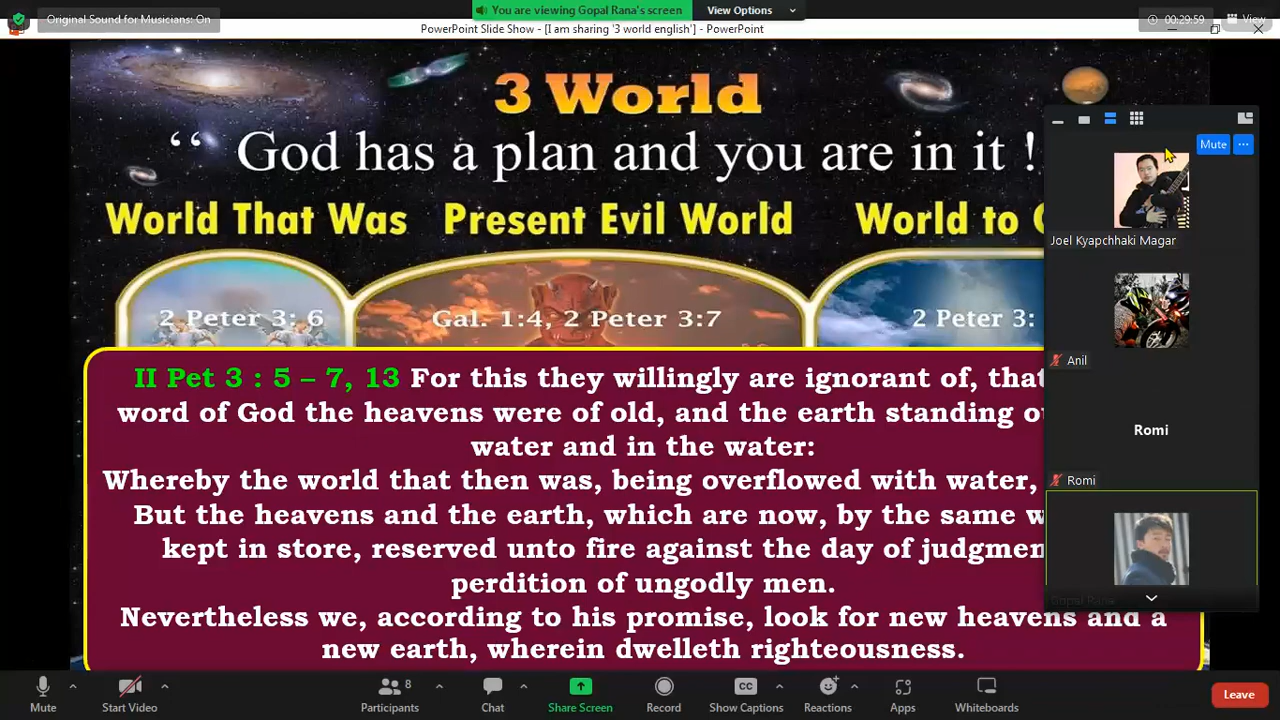 Original Sound for Musicians: On
You are viewing Gopal Rana's screen
View Options
00:29:59
View
PowerPoint Slide Show - [I am sharing '3 world english'] - PowerPoint
3 World
“ God has a plan and you are in it !
World That Was
Present Evil World
World to
2 Peter 3: 6
Gal. 1:4, 2 Peter 3:7
2 Peter 3:
II Pet 3 : 5 – 7, 13 For this they willingly are ignorant of, that
word of God the heavens were of old, and the earth standing
water and in the water:
Whereby the world that then was, being overflowed with water,
But the heavens and the earth, which are now, by the same
kept in store, reserved unto fire against the day of
perdition of ungodly men.
Nevertheless we, according to his promise, look for new heavens and a
new earth, wherein dwelleth righteousness.
Mute
Joel Kyapchhaki Magar
Anil
Romi
Romi
Gopal Rana
Mute
Start Video
8
Participants
Chat
Share Screen
Record
CC
Show Captions
Reactions
Apps
Whiteboards
Leave